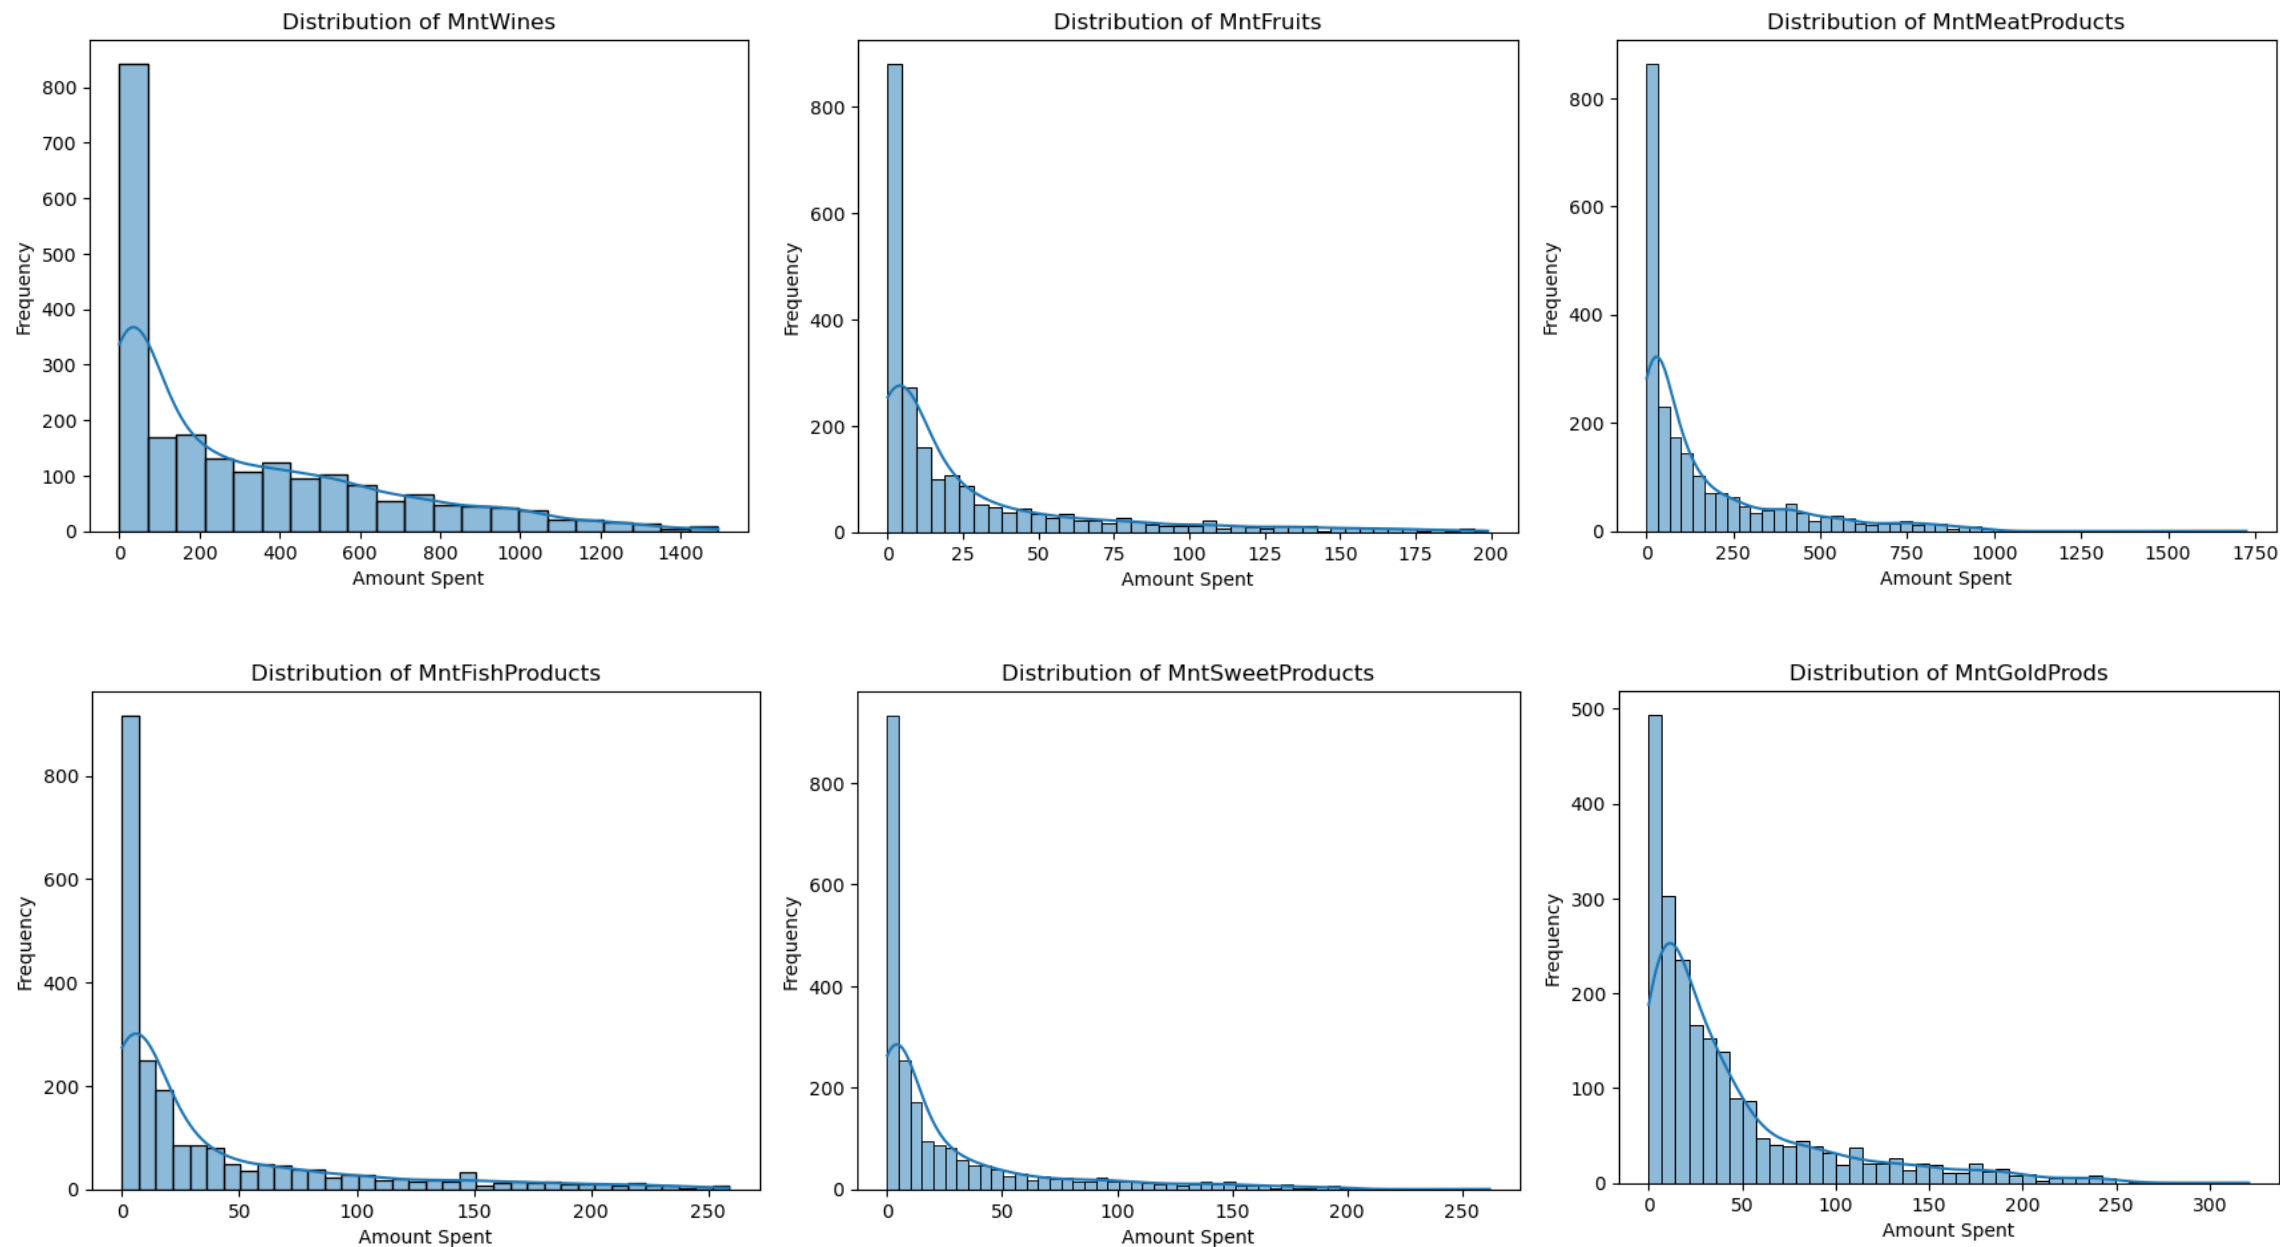 Distribution of MntWines
Distribution of MntFruits
Distribution of MntMeatProducts
Frequency
800
700
600
500
400
300
200
100
0
0 200 400 600 800 1000 1200 1400
Amount Spent
Frequency
800
600
400
200
0
0 25 50 75 100 125 150 175 200
Amount Spent
Frequency
800
600
400
200
0
0 250 500 750 1000 1250 1500 1750
Amount Spent
Distribution of MntFishProducts
Distribution of MntSweetProducts
Distribution of MntGoldProds
Frequency
800
600
400
200
0
0 50 100 150 200 250
Amount Spent
Frequency
800
600
400
200
0
0 50 100 150 200 250
Amount Spent
Frequency
500
400
300
200
100
0
0 50 100 150 200 250 300
Amount Spent